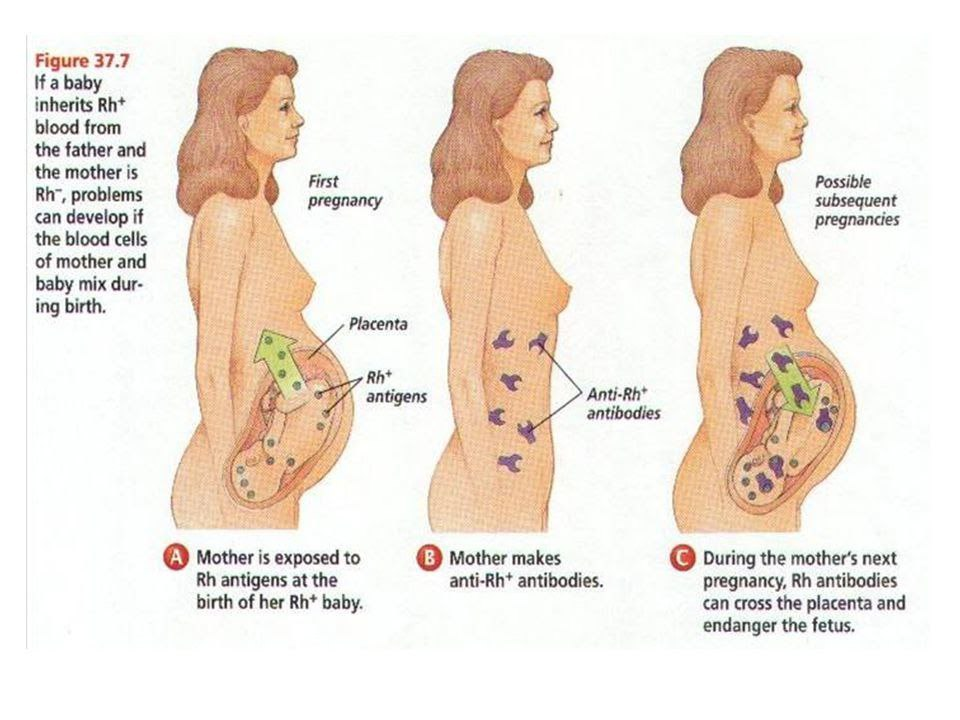 Figure 37.7
If a baby
inherits Rh⁺
blood from
the father and
the mother is
Rh⁻, problems
can develop if
the blood cells
of mother and
baby mix dur-
ing birth.
First
pregnancy
Placenta
Rh⁺
antigens
Anti-Rh⁺
antibodies
Possible
subsequent
pregnancies
A Mother is exposed to
Rh antigens at the
birth of her Rh⁺ baby.
B Mother makes
anti-Rh⁺ antibodies.
C During the mother's next
pregnancy, Rh antibodies
can cross the placenta and
endanger the fetus.